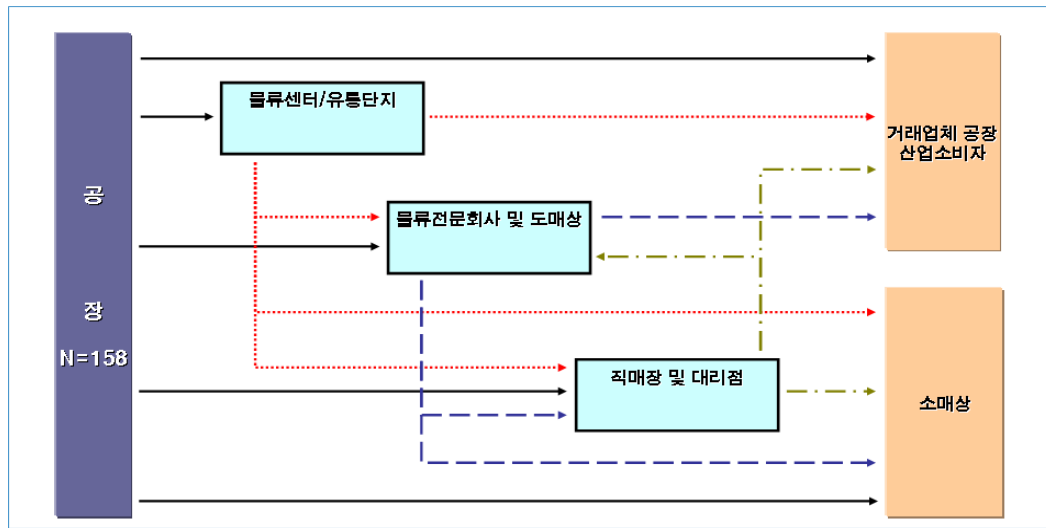 공
장
N=158
물류센터/유통단지
물류전문회사 및 도매상
직매장 및 대리점
거래업체 공장
산업소비자
소매상